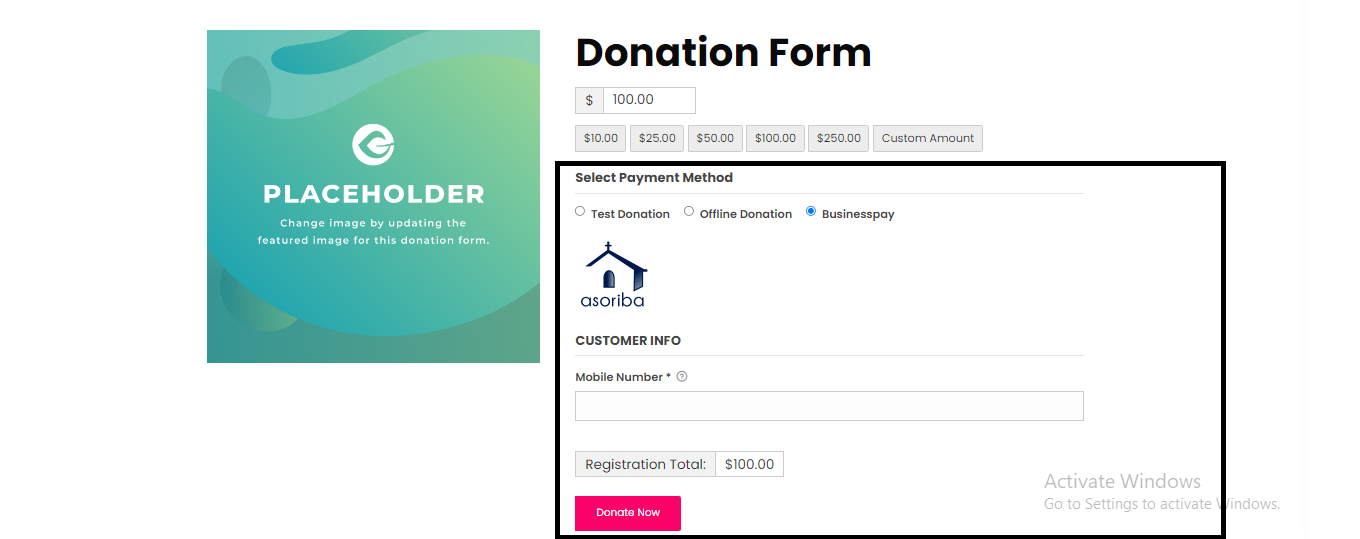 Donation Form
$ 100.00
$10.00 $25.00 $50.00 $100.00 $250.00 Custom Amount
PLACEHOLDER
Change image by updating the
featured image for this donation form.
Select Payment Method
Test Donation Offline Donation Businesspay
asoriba
CUSTOMER INFO
Mobile Number * ?
Registration Total: $100.00
Donate Now
Activate Windows
Go to Settings to activate Windows.